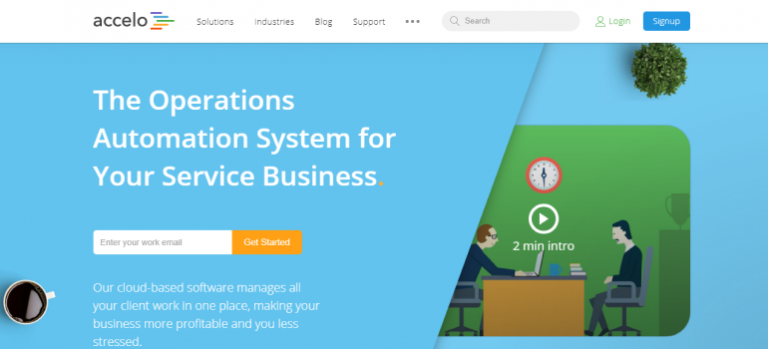 accelo Solutions Industries Blog Support ••• Search Login Signup
The Operations
Automation System for
Your Service Business.
Enter your work email Get Started
2 min intro
Our cloud-based software manages all
your client work in one place, making your
business more profitable and you less
stressed.